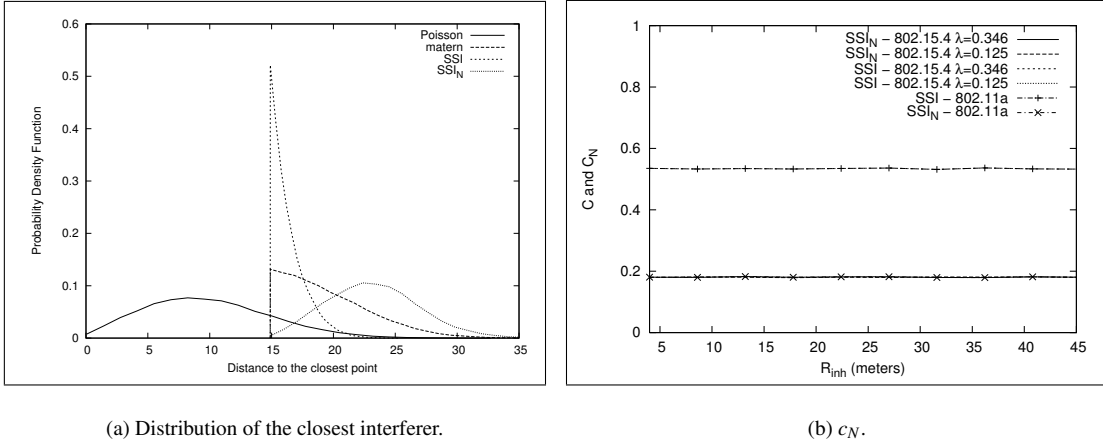 Probability Density Function
0.6
0.5
0.4
0.3
0.2
0.1
0
0
5
10
15
20
25
30
35
Distance to the closest point
Poisson
matern
SSI
SSI_N
C and C_N
1
0.8
0.6
0.4
0.2
0
5
10
15
20
25
30
35
40
45
R_inh (meters)
SSI_N – 802.15.4 λ=0.346
SSI_N – 802.15.4 λ=0.125
SSI – 802.15.4 λ=0.346
SSI – 802.15.4 λ=0.125
SSI – 802.11a
SSI_N – 802.11a
(a) Distribution of the closest interferer.
(b) c_N.